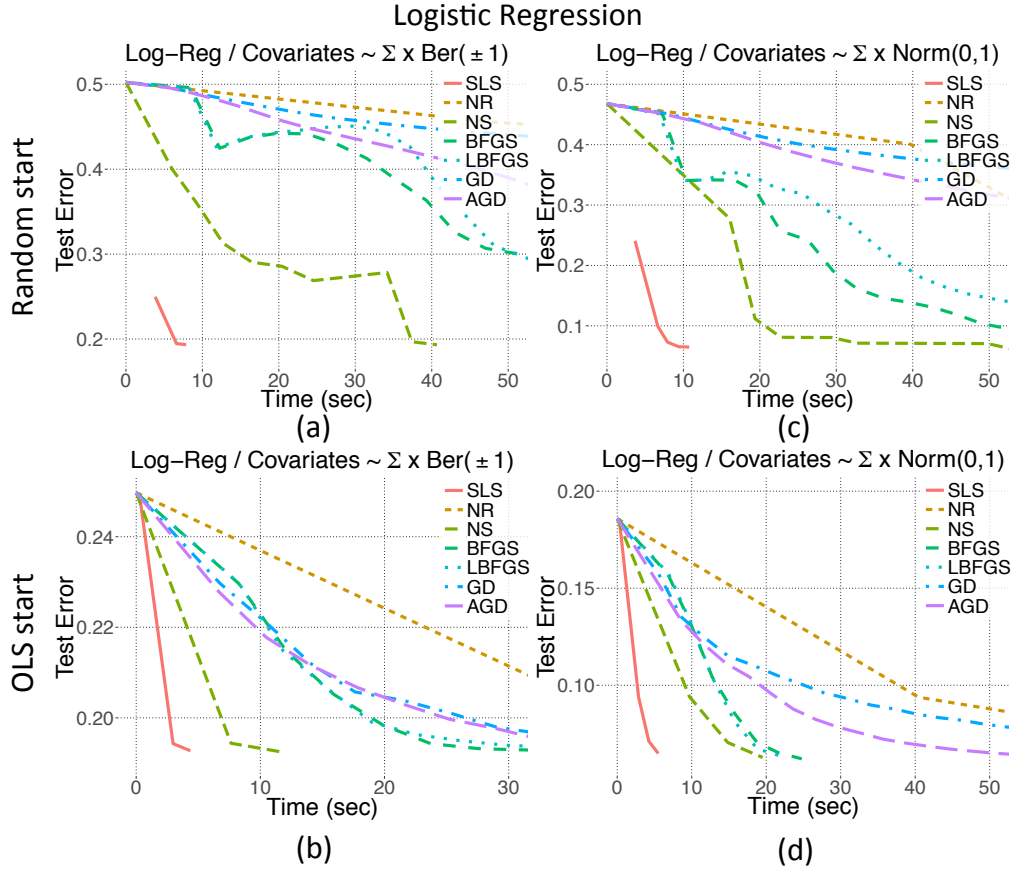 Logistic Regression
Random start
Log−Reg / Covariates ~ Σ x Ber( ± 1)
Test Error
0.5
0.4
0.3
0.2
SLS
NR
NS
BFGS
LBFGS
GD
AGD
0 10 20 30 40 50
Time (sec)
(a)
Log−Reg / Covariates ~ Σ x Norm(0,1)
Test Error
0.5
0.4
0.3
0.2
0.1
SLS
NR
NS
BFGS
LBFGS
GD
AGD
0 10 20 30 40 50
Time (sec)
(c)
OLS start
Log−Reg / Covariates ~ Σ x Ber( ± 1)
Test Error
0.24
0.22
0.20
SLS
NR
NS
BFGS
LBFGS
GD
AGD
0 10 20 30
Time (sec)
(b)
Log−Reg / Covariates ~ Σ x Norm(0,1)
Test Error
0.20
0.15
0.10
SLS
NR
NS
BFGS
LBFGS
GD
AGD
0 10 20 30 40 50
Time (sec)
(d)